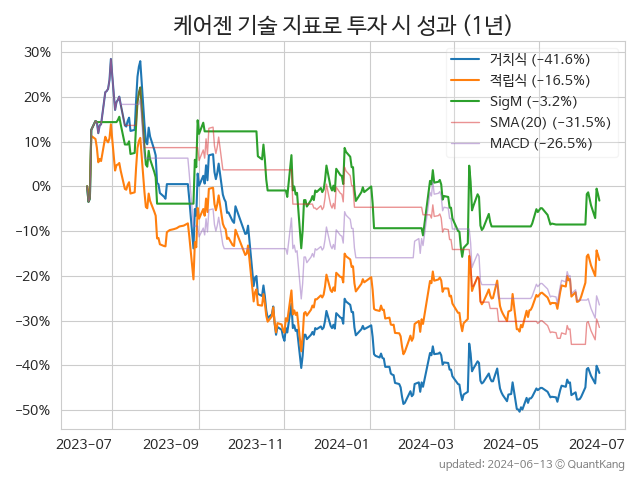 케어젠 기술 지표로 투자 시 성과 (1년)
30%
20%
10%
0%
−10%
−20%
−30%
−40%
−50%
거치식 (−41.6%)
적립식 (−16.5%)
SigM (−3.2%)
SMA(20) (−31.5%)
MACD (−26.5%)
2023-07 2023-09 2023-11 2024-01 2024-03 2024-05 2024-07
updated: 2024-06-13 © QuantKang